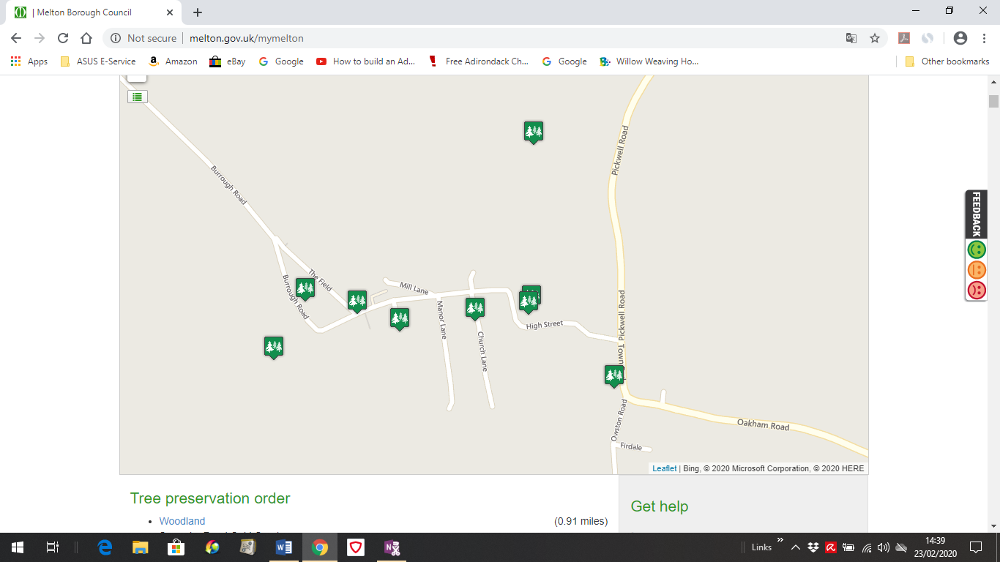 | Melton Borough Council
Not secure | melton.gov.uk/mymelton
Apps ASUS E-Service Amazon eBay Google How to build an Ad... Free Adirondack Ch... Google Willow Weaving Ho... Other bookmarks
Pickwell Road
Burrough Road
FEEDBACK
The Field
Burrough Road
Mill Lane
Manor Lane
Church Lane
High Street
Pickwell Road
Town
Owston Road
Oakham Road
Firdale
Leaflet | Bing, © 2020 Microsoft Corporation, © 2020 HERE
Tree preservation order
Get help
Woodland (0.91 miles)
Links
14:39
23/02/2020